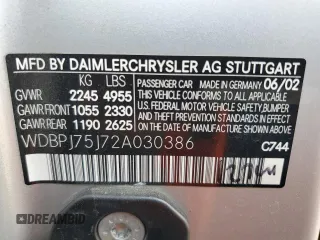 MFD BY DAIMLERCHRYSLER AG STUTTGART
KG LBS
GVWR 2245 4955
GAWR FRONT 1055 2330
GAWR REAR 1190 2625
PASSENGER CAR MADE IN GERMANY 06/02
THIS VEHICLE CONFORMS TO ALL APPLICABLE
U.S. FEDERAL MOTOR VEHICLE SAFETY, BUMPER
AND THEFT PREVENTION STANDARDS IN EFFECT
ON THE DATE OF MANUFACTURE SHOWN ABOVE.
WDBPJ75J72A030386
C744
AUTOBIDMASTER